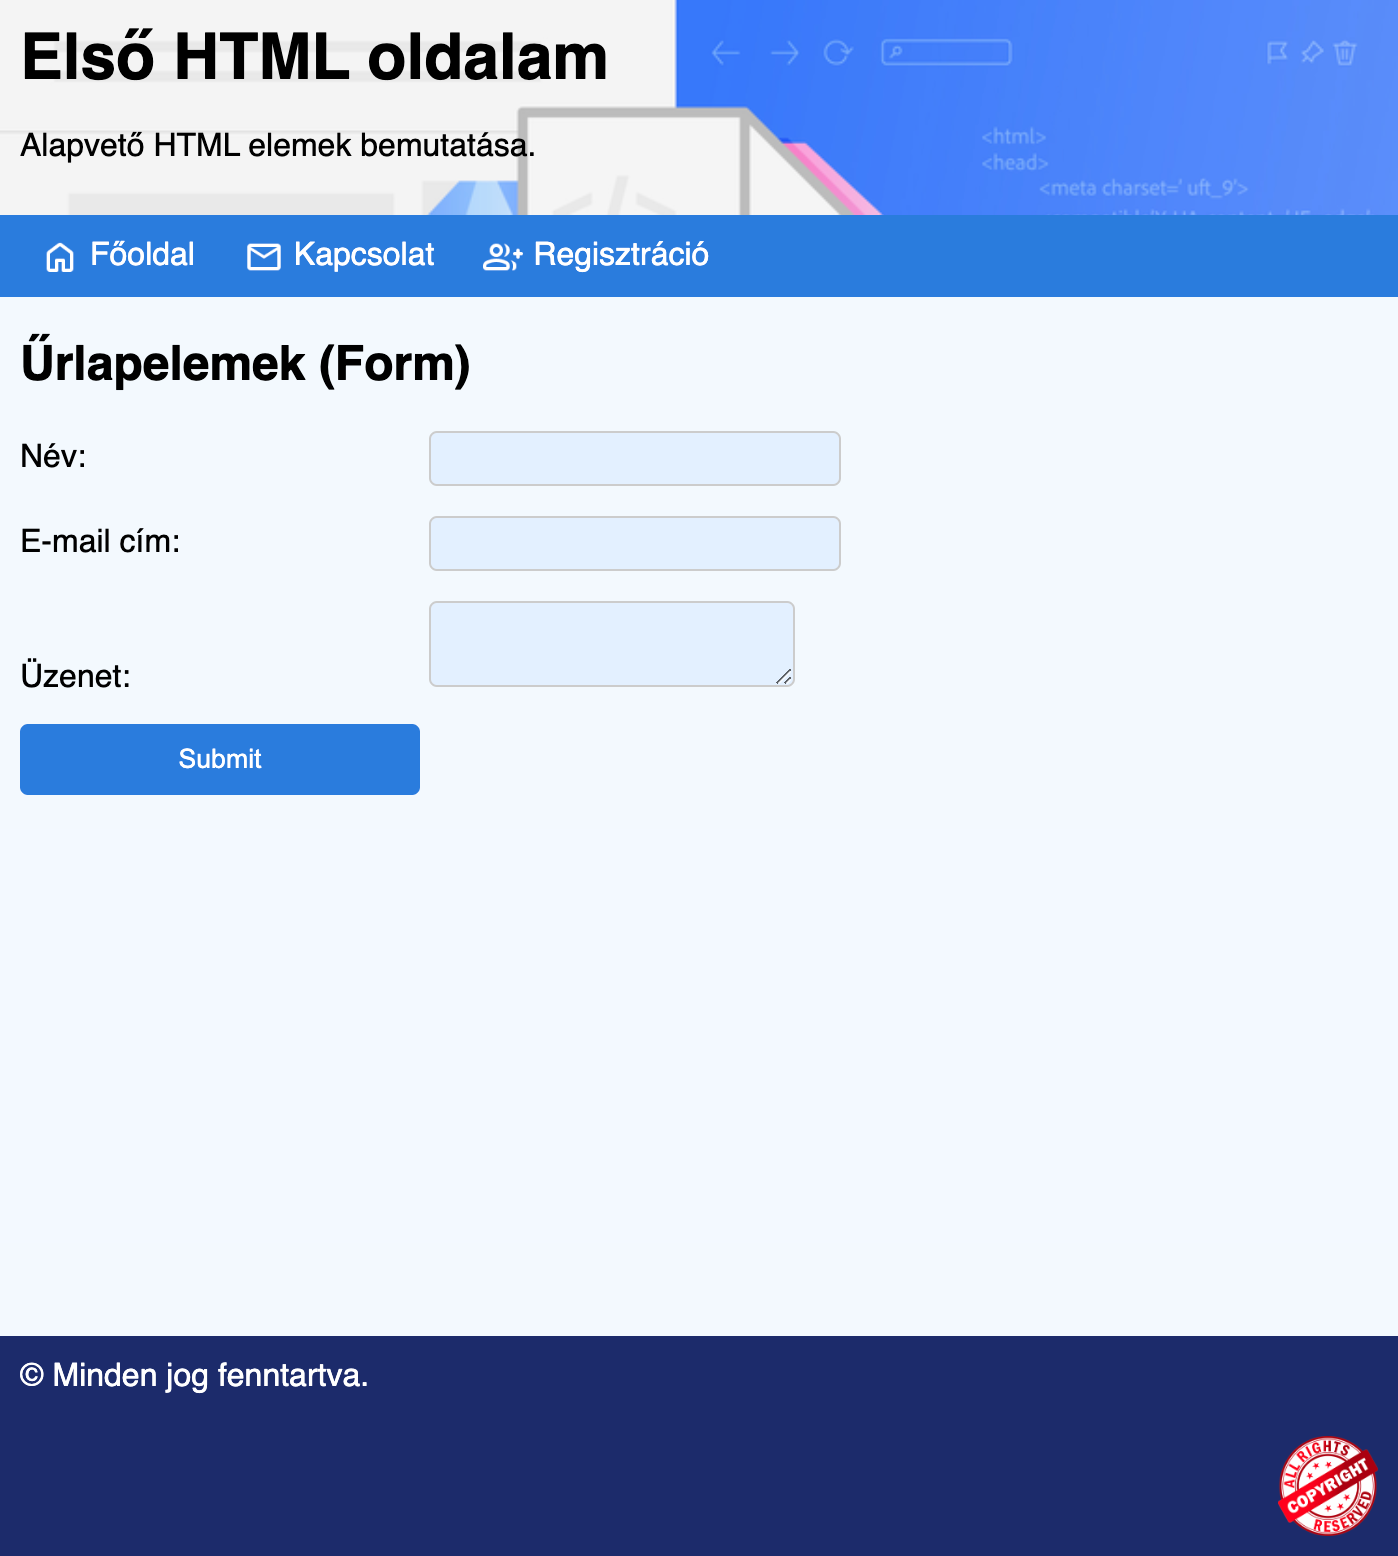 Első HTML oldalam
Alapvető HTML elemek bemutatása.
</>
<html>
<head>
<meta charset=' uft_9'>
Főoldal
Kapcsolat
Regisztráció
Űrlapelemek (Form)
Név:
E-mail cím:
Üzenet:
Submit
© Minden jog fenntartva.
ALL RIGHTS
COPYRIGHT
RESERVED